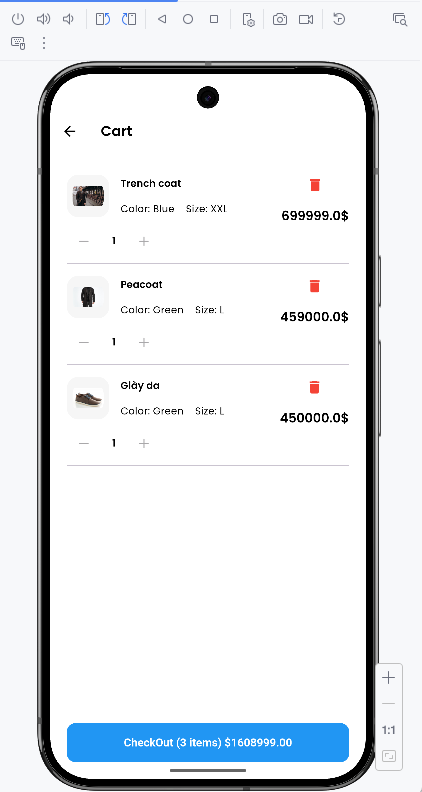 Cart
Trench coat
Color: Blue Size: XXL
699999.0$
1
Peacoat
Color: Green Size: L
459000.0$
1
Giày da
Color: Green Size: L
450000.0$
1
CheckOut (3 items) $1608999.00
1:1